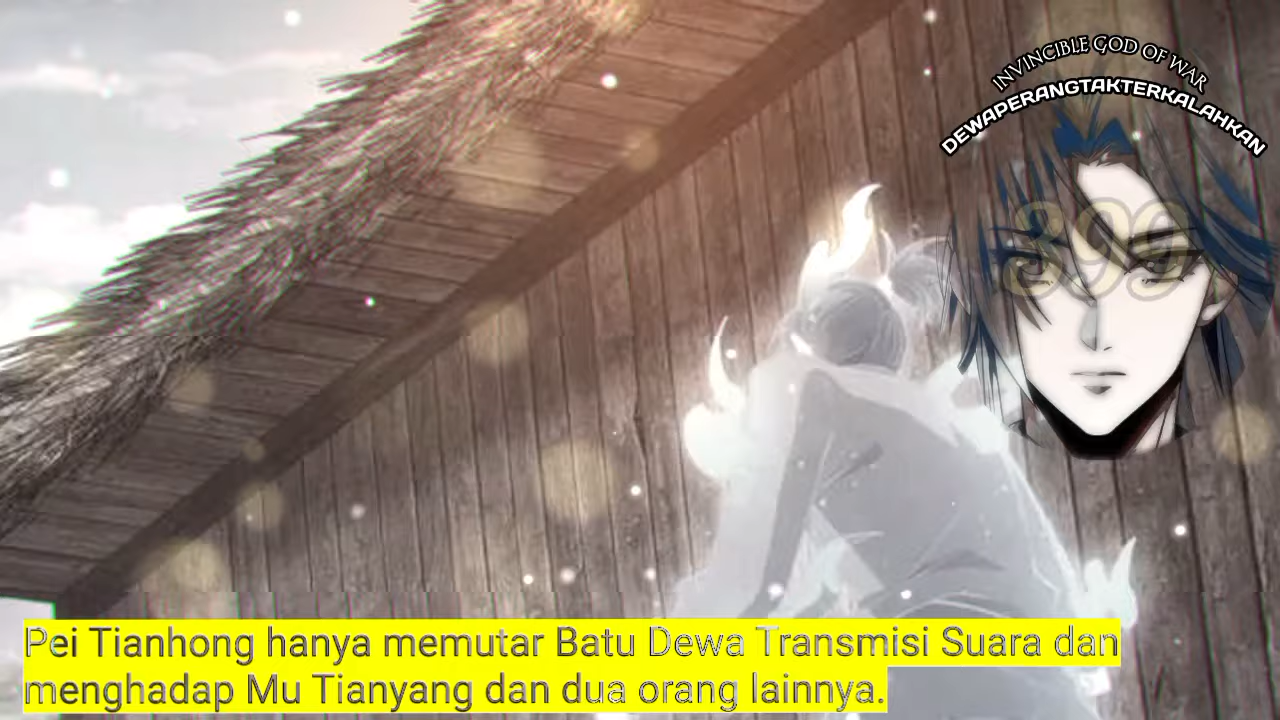 INVINCIBLE GOD OF WAR
DEWAPERANGTAKTERKALAHKAN
399
Pei Tianhong hanya memutar Batu Dewa Transmisi Suara dan
menghadap Mu Tianyang dan dua orang lainnya.